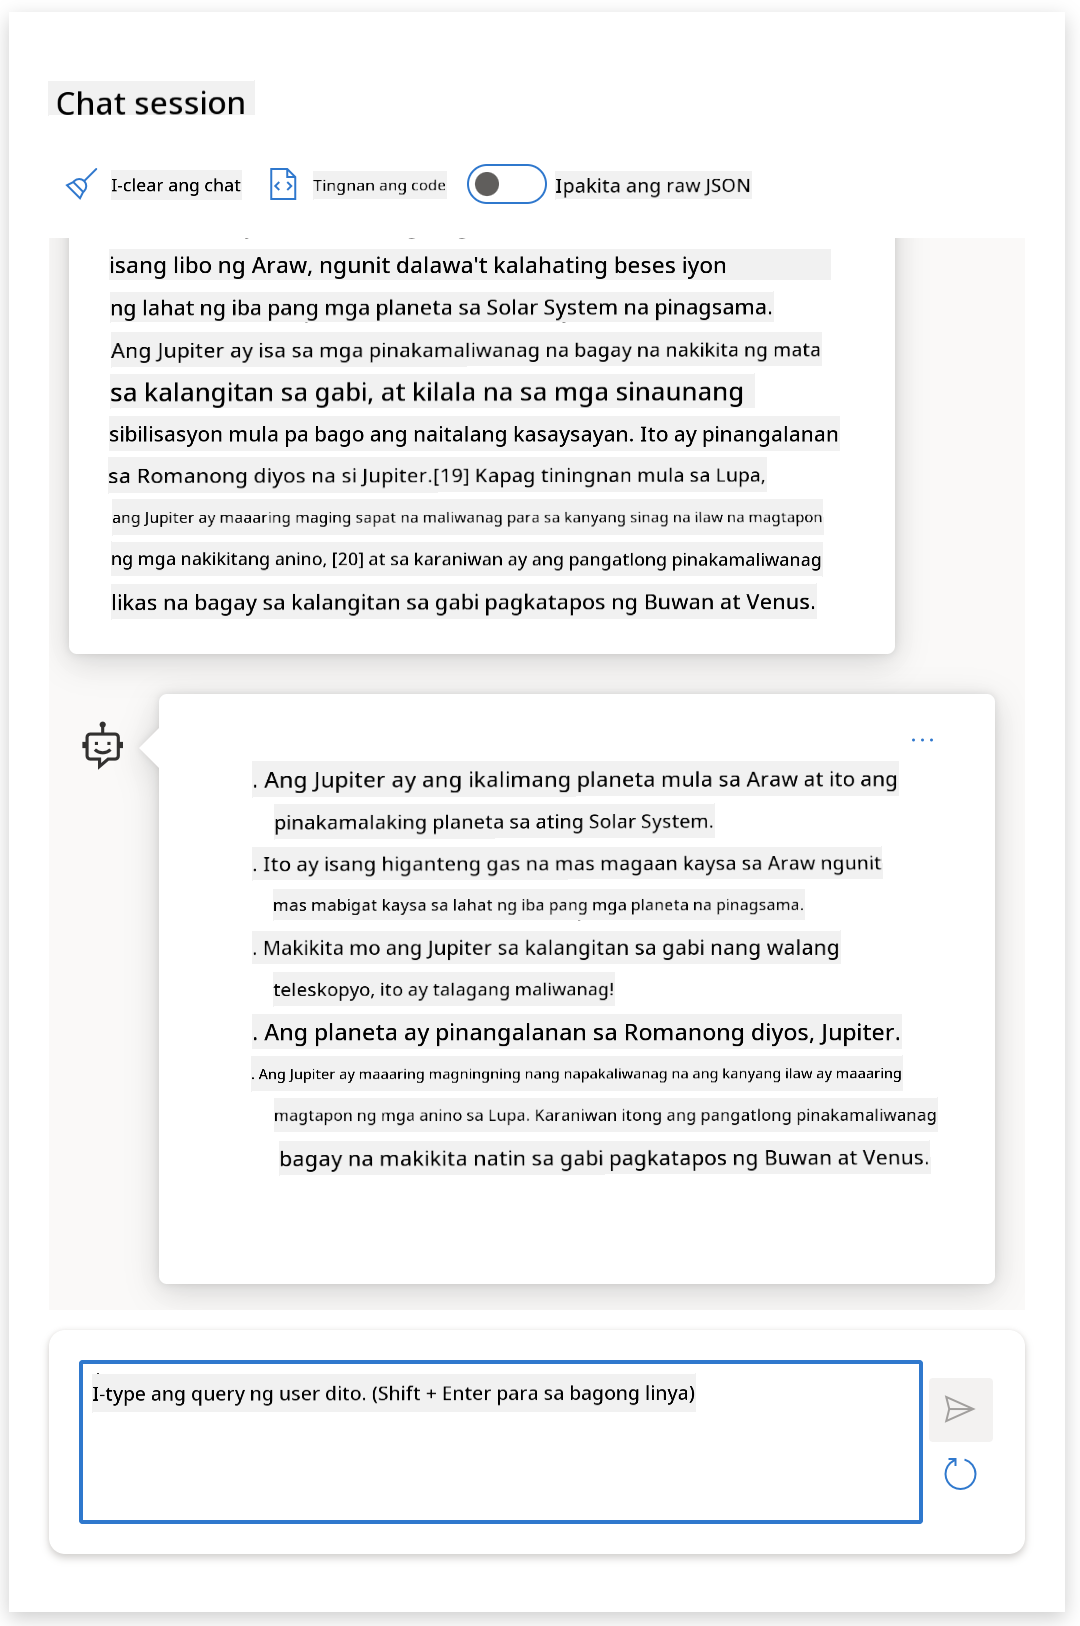 Chat session
I-clear ang chat
Tingnan ang code
Ipakita ang raw JSON
isang libo ng Araw, ngunit dalawa't kalahating beses iyon
ng lahat ng iba pang mga planeta sa Solar System na pinagsama.
Ang Jupiter ay isa sa mga pinakamaliwanag na bagay na nakikita ng mata
sa kalangitan sa gabi, at kilala na sa mga sinaunang
sibilisasyon mula pa bago ang naitalang kasaysayan. Ito ay pinangalanan
sa Romanong diyos na si Jupiter.[19] Kapag tiningnan mula sa Lupa,
ang Jupiter ay maaaring maging sapat na maliwanag para sa kanyang sinag na ilaw na magtapon
ng mga nakikitang anino, [20] at sa karaniwan ay ang pangatlong pinakamaliwanag
likas na bagay sa kalangitan sa gabi pagkatapos ng Buwan at Venus.
. Ang Jupiter ay ang ikalimang planeta mula sa Araw at ito ang
pinakamalaking planeta sa ating Solar System.
. Ito ay isang higanteng gas na mas magaan kaysa sa Araw ngunit
mas mabigat kaysa sa lahat ng iba pang mga planeta na pinagsama.
. Makikita mo ang Jupiter sa kalangitan sa gabi nang walang
teleskopyo, ito ay talagang maliwanag!
. Ang planeta ay pinangalanan sa Romanong diyos, Jupiter.
. Ang Jupiter ay maaaring magningning nang napakaliwanag na ang kanyang ilaw ay maaaring
magtapon ng mga anino sa Lupa. Karaniwan itong ang pangatlong pinakamaliwanag
bagay na makikita natin sa gabi pagkatapos ng Buwan at Venus.
I-type ang query ng user dito. (Shift + Enter para sa bagong linya)